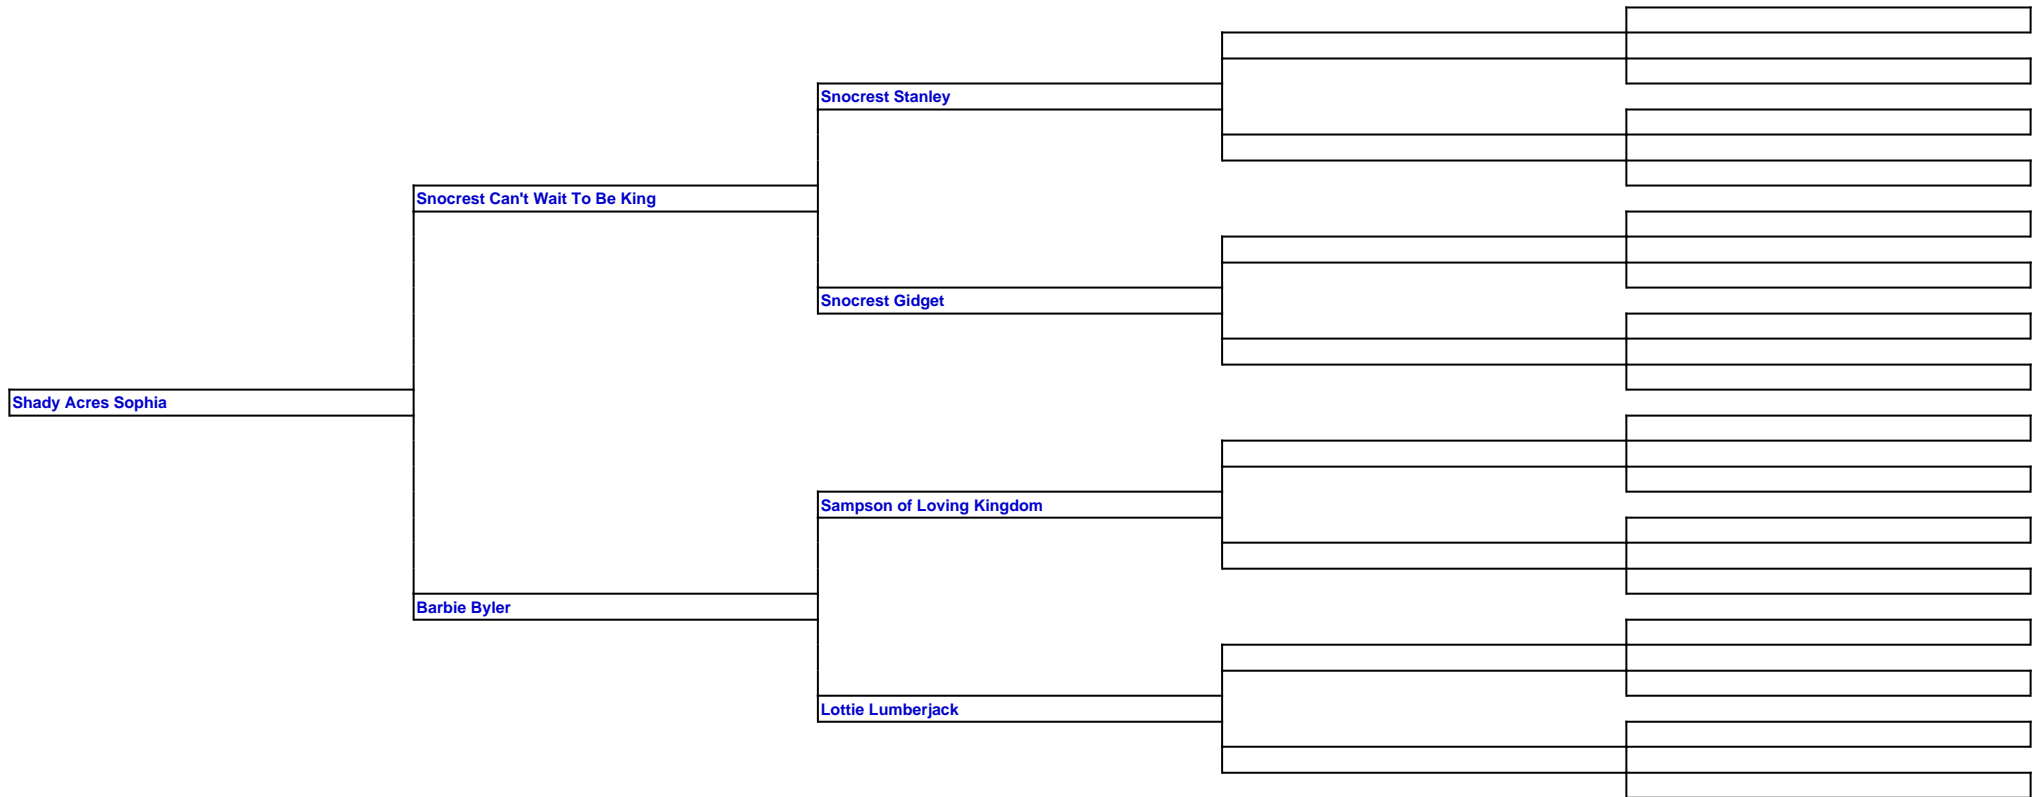 Snocrest Stanley
Snocrest Can't Wait To Be King
Snocrest Gidget
Shady Acres Sophia
Sampson of Loving Kingdom
Barbie Byler
Lottie Lumberjack